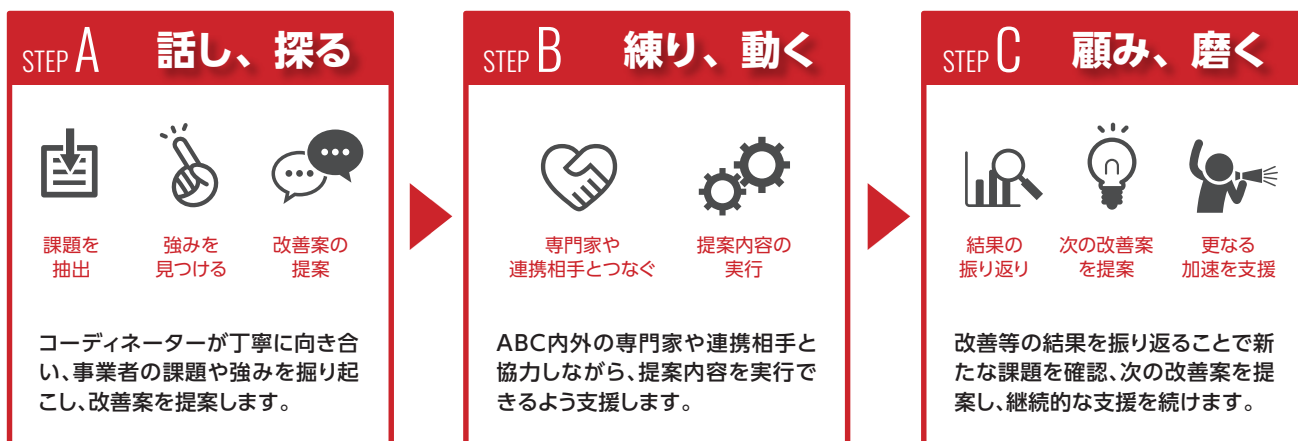 STEP A 話し、探る
課題を
抽出
強みを
見つける
改善案の
提案
コーディネーターが丁寧に向き合
い、事業者の課題や強みを掘り起
こし、改善案を提案します。
STEP B 練り、動く
専門家や
連携相手とつなぐ
提案内容の
実行
ABC内外の専門家や連携相手と
協力しながら、提案内容を実行で
きるよう支援します。
STEP C 顧み、磨く
結果の
振り返り
次の改善案
を提案
更なる
加速を支援
改善等の結果を振り返ることで新
たな課題を確認、次の改善案を提
案し、継続的な支援を続けます。